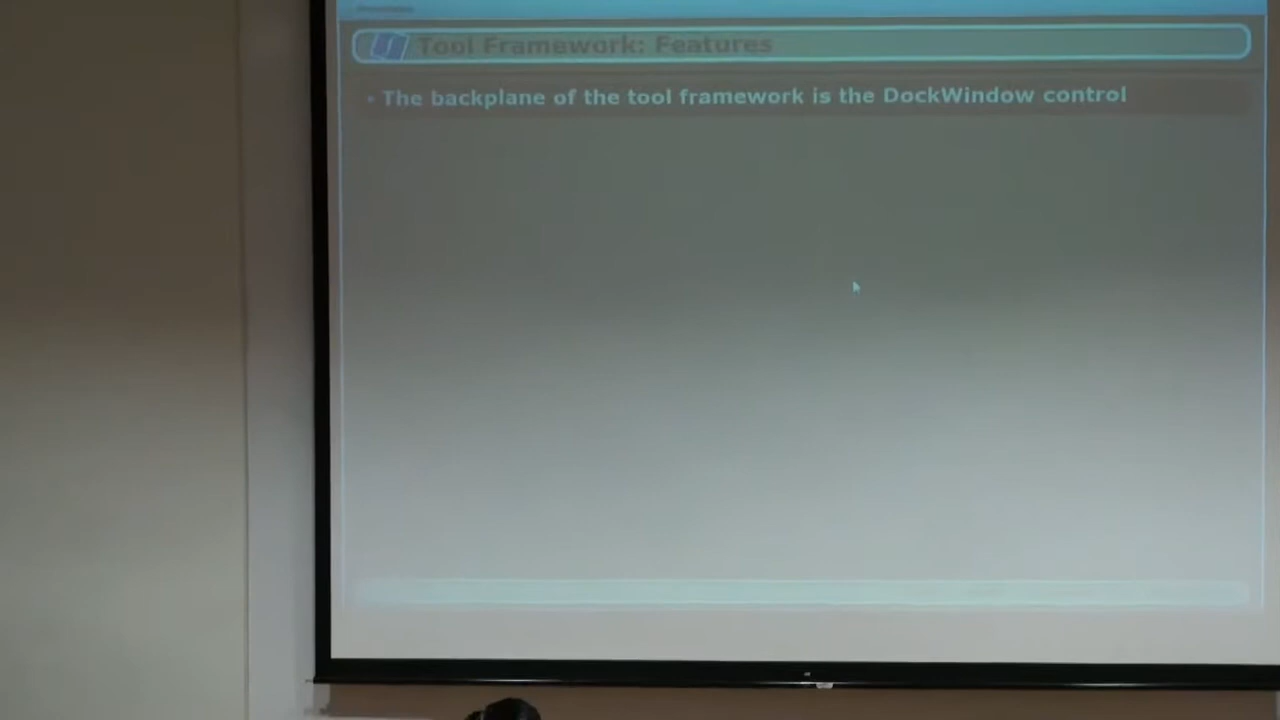 Tool Framework: Features
• The backplane of the tool framework is the DockWindow control